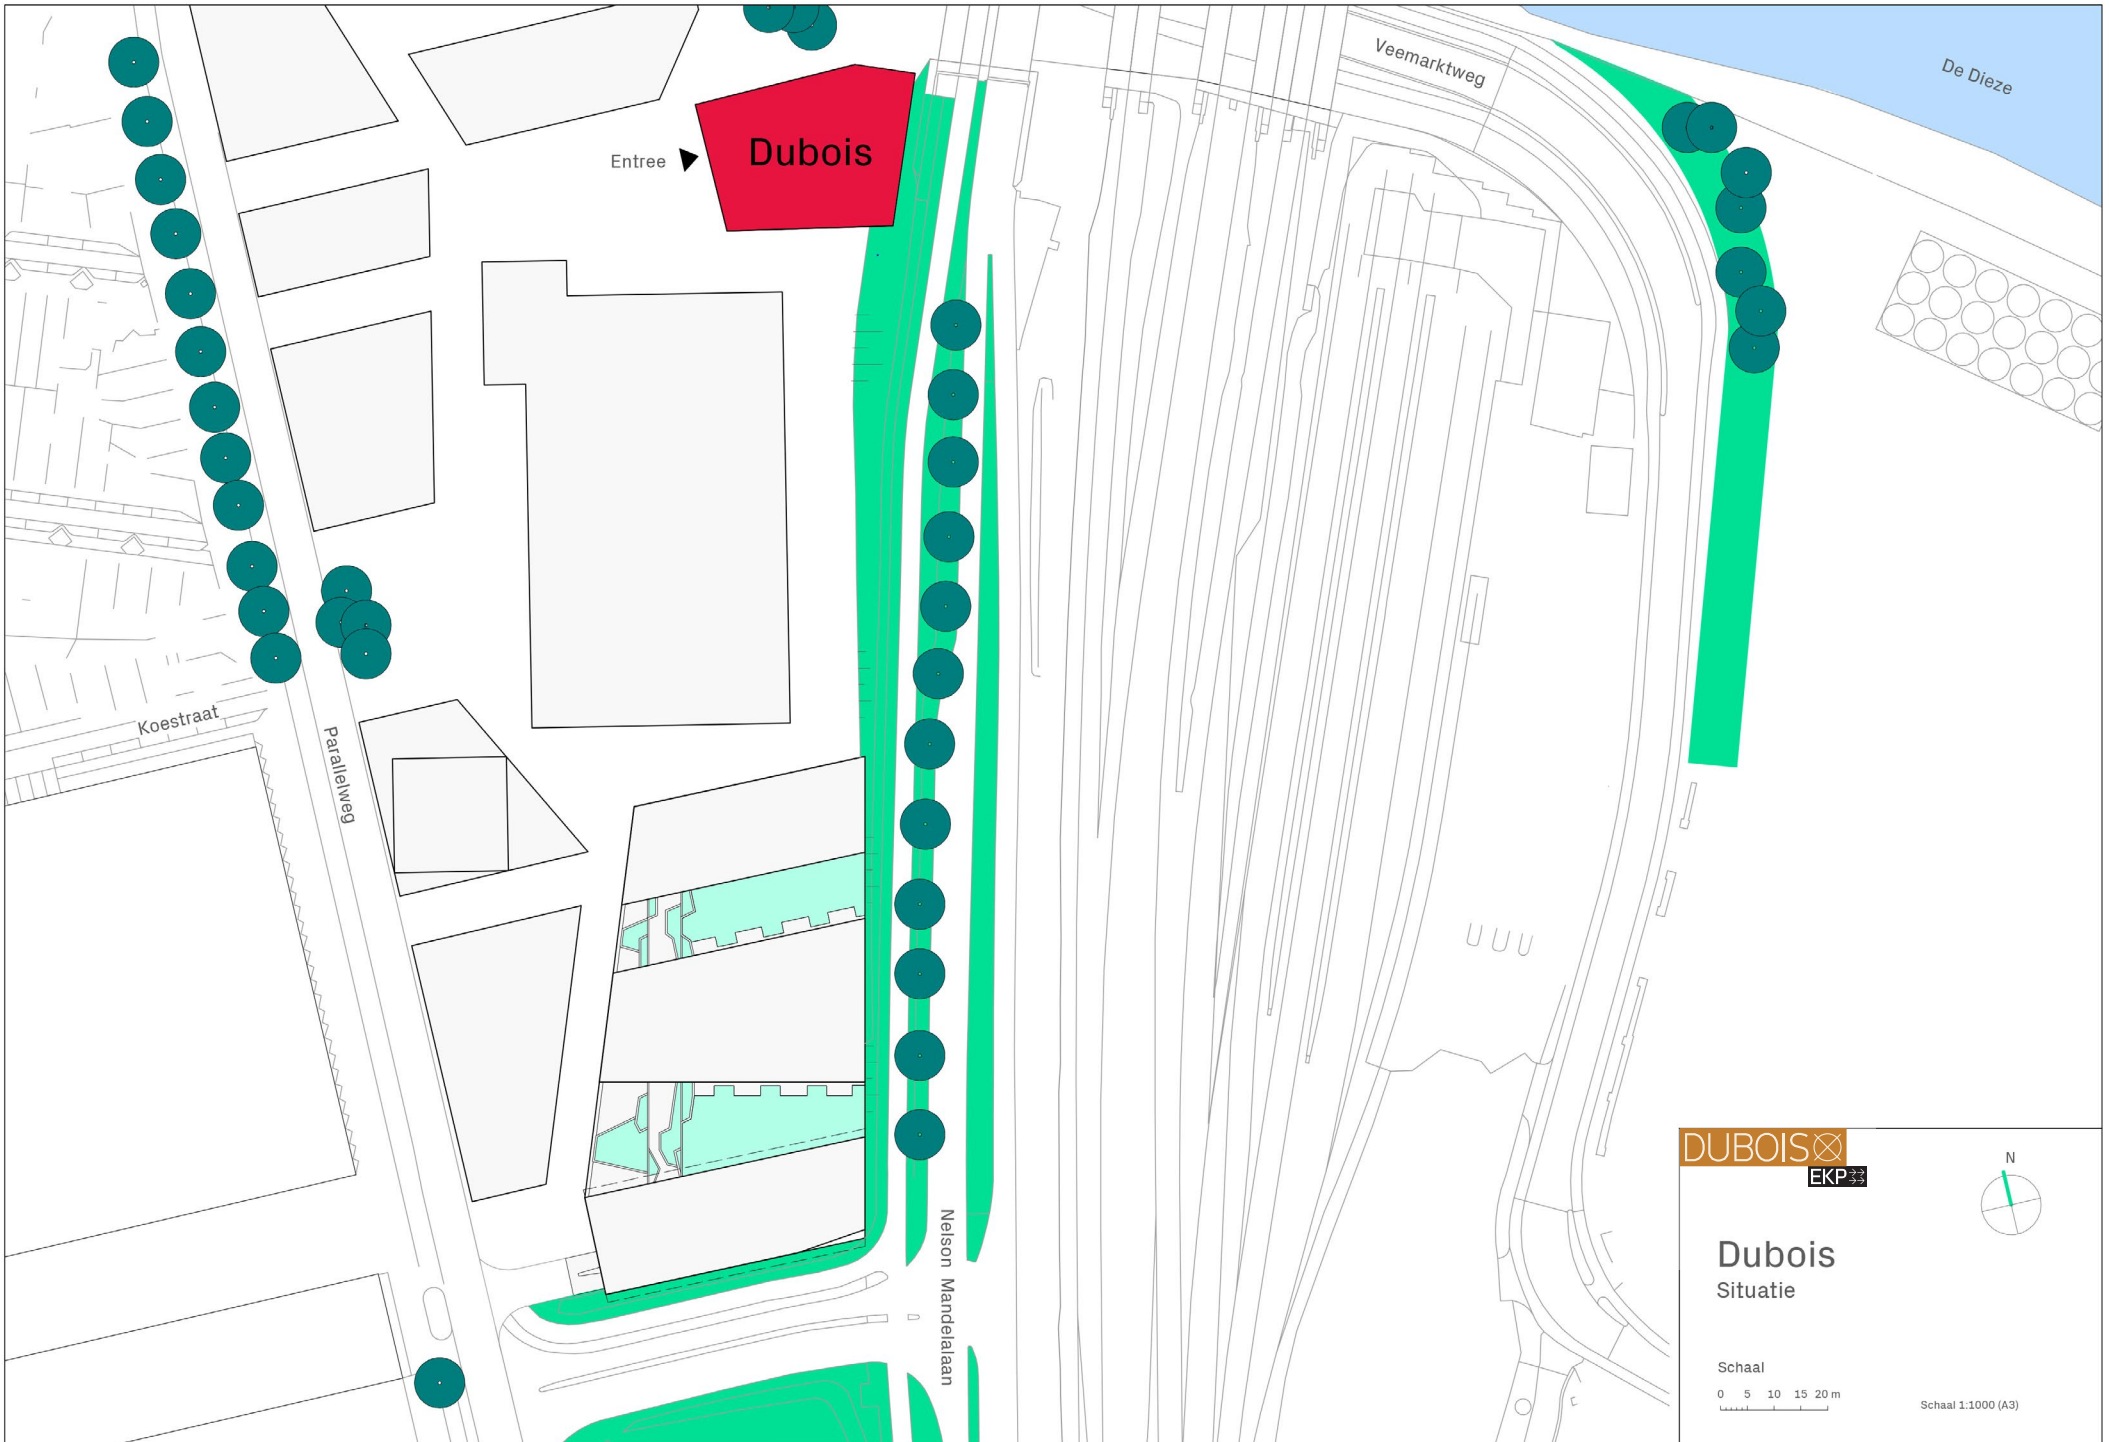 Veemarktweg
De Dieze
Entree
Dubois
Koestraat
Parallelweg
Nelson Mandelalaan
DUBOIS
EKP
N
Dubois
Situatie
Schaal
0 5 10 15 20 m
Schaal 1:1000 (A3)